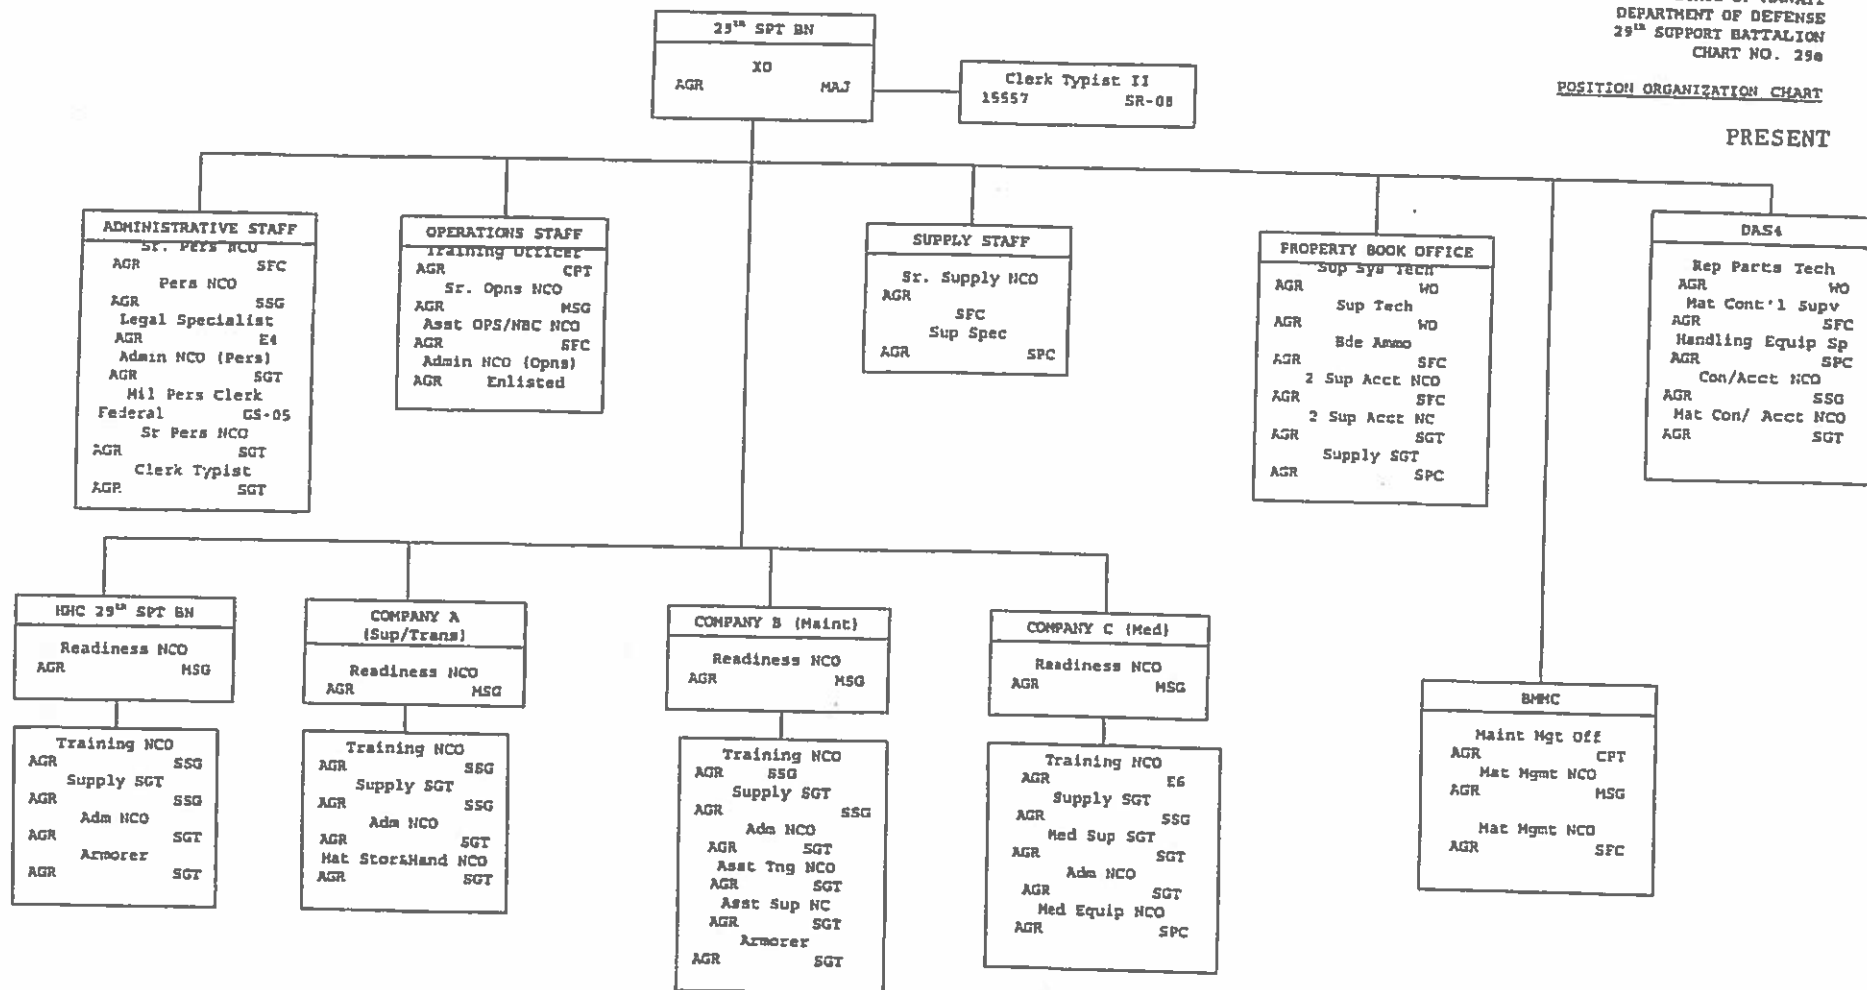 DEPARTMENT OF DEFENSE
29th SUPPORT BATTALION
CHART NO. 29e
POSITION ORGANIZATION CHART
PRESENT
29th SPT BN
XO
AGR MAJ
Clerk Typist II
15557 SR-08
ADMINISTRATIVE STAFF
Sr. Pers NCO
AGR SFC
Pers NCO
AGR SSG
Legal Specialist
AGR E4
Admin NCO (Pers)
AGR SGT
Mil Pers Clerk
Federal GS-05
Sr Pers NCO
AGR SGT
Clerk Typist
AGR SGT
OPERATIONS STAFF
Training Officer
AGR CPT
Sr. Opns NCO
AGR MSG
Asst OPS/NBC NCO
AGR SFC
Admin NCO (Opns)
AGR Enlisted
SUPPLY STAFF
Sr. Supply NCO
AGR
SFC
Sup Spec
AGR SPC
PROPERTY BOOK OFFICE
Sup Sys Tech
AGR WO
Sup Tech
AGR WO
Bde Ammo
AGR SFC
2 Sup Acct NCO
AGR SFC
2 Sup Acct NC
AGR SGT
Supply SGT
AGR SPC
DAS4
Rep Parts Tech
AGR WO
Mat Cont'l Supv
AGR SFC
Handling Equip Sp
AGR SPC
Con/Acct NCO
AGR SSG
Mat Con/ Acct NCO
AGR SGT
HHC 29th SPT BN
Readiness NCO
AGR MSG
Training NCO
AGR SSG
Supply SGT
AGR SSG
Adm NCO
AGR SGT
Armorer
AGR SGT
COMPANY A
(Sup/Trans)
Readiness NCO
AGR MSG
Training NCO
AGR SSG
Supply SGT
AGR SSG
Adm NCO
AGR SGT
Mat Stor&Hand NCO
AGR SGT
COMPANY B (Maint)
Readiness NCO
AGR MSG
Training NCO
AGR SSG
Supply SGT
AGR SSG
Adm NCO
AGR SGT
Asst Tng NCO
AGR SGT
Asst Sup NC
AGR SGT
Armorer
AGR SGT
COMPANY C (Med)
Readiness NCO
AGR MSG
Training NCO
AGR E6
Supply SGT
AGR SSG
Med Sup SGT
AGR SGT
Adm NCO
AGR SGT
Med Equip NCO
AGR SPC
BMMC
Maint Mgt Off
AGR CPT
Mat Mgmt NCO
AGR MSG
Mat Mgmt NCO
AGR SFC